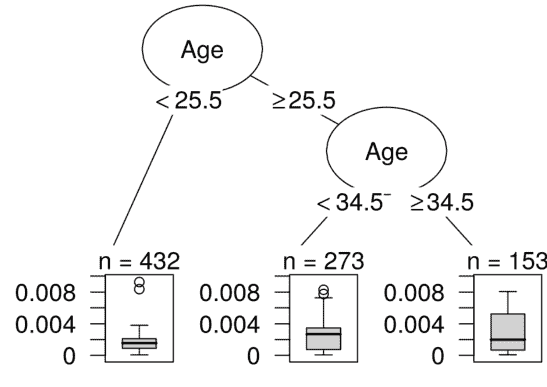 Age
< 25.5 ≥25.5
Age
< 34.5 ≥34.5
n = 432 n = 273 n = 153
0.008 0.008 0.008
0.004 0.004 0.004
0 0 0